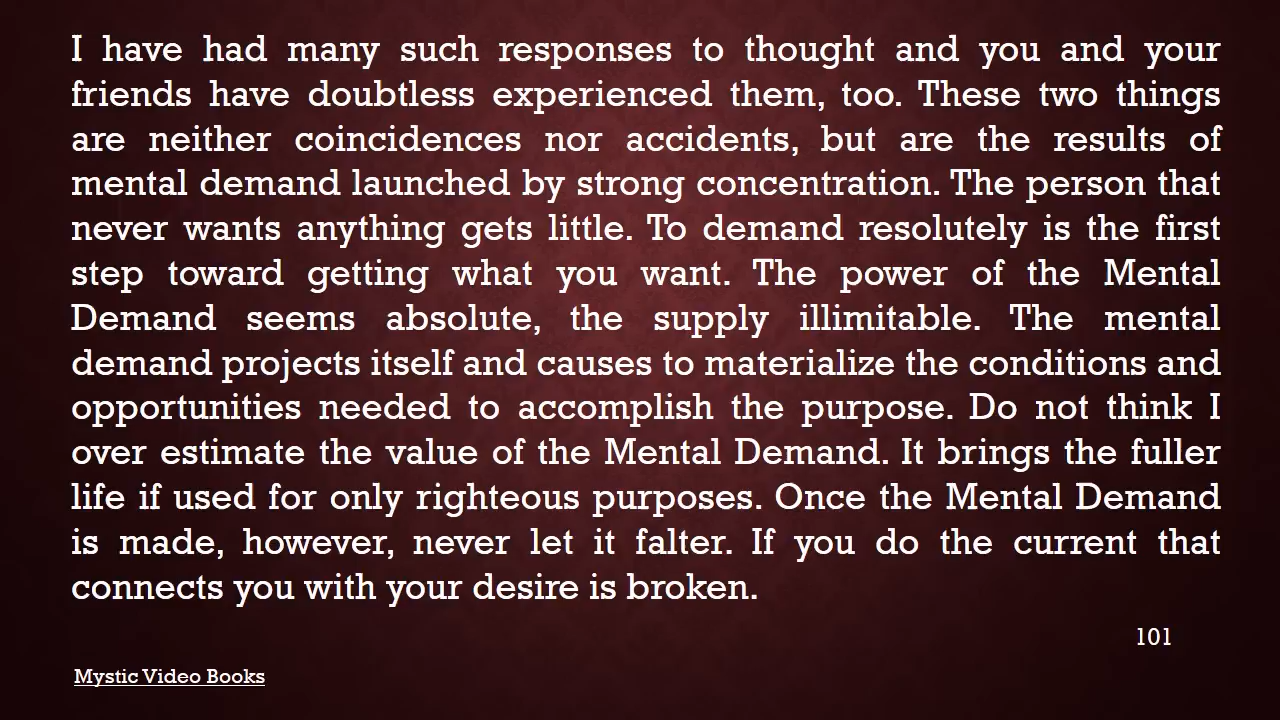 I have had many such responses to thought and you and your
friends have doubtless experienced them, too. These two things
are neither coincidences nor accidents, but are the results of
mental demand launched by strong concentration. The person that
never wants anything gets little. To demand resolutely is the first
step toward getting what you want. The power of the Mental
Demand seems absolute, the supply illimitable. The mental
demand projects itself and causes to materialize the conditions and
opportunities needed to accomplish the purpose. Do not think I
over estimate the value of the Mental Demand. It brings the fuller
life if used for only righteous purposes. Once the Mental Demand
is made, however, never let it falter. If you do the current that
connects you with your desire is broken.
101
Mystic Video Books